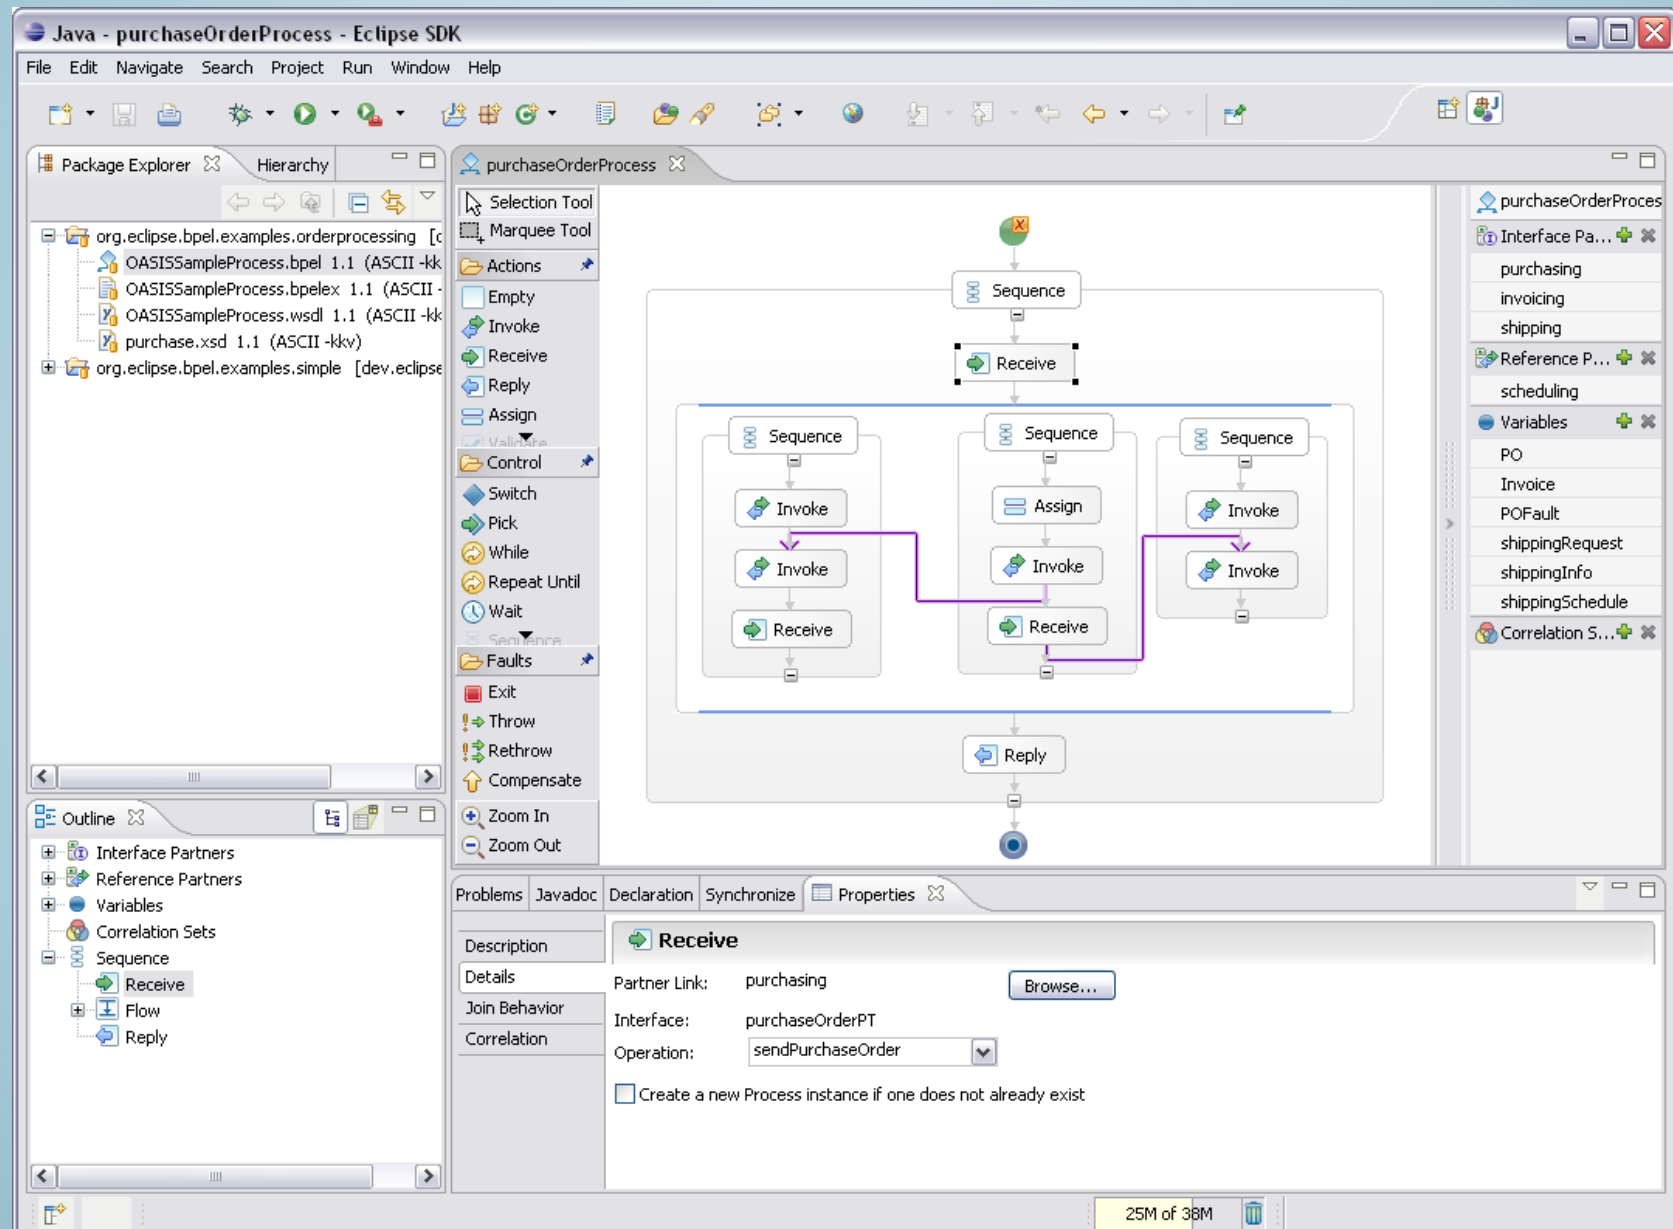 Java - purchaseOrderProcess - Eclipse SDK
File Edit Navigate Search Project Run Window Help
Package Explorer
Hierarchy
org.eclipse.bpel.examples.orderprocessing [
OASISSampleProcess.bpel 1.1 (ASCII -kk
OASISSampleProcess.bpelex 1.1 (ASCII -
OASISSampleProcess.wsdl 1.1 (ASCII -kk
purchase.xsd 1.1 (ASCII -kkv)
org.eclipse.bpel.examples.simple [dev.eclipse
Outline
Interface Partners
Reference Partners
Variables
Correlation Sets
Sequence
Receive
Flow
Reply
purchaseOrderProcess
Selection Tool
Marquee Tool
Actions
Empty
Invoke
Receive
Reply
Assign
Validate
Control
Switch
Pick
While
Repeat Until
Wait
Sequence
Faults
Exit
Throw
Rethrow
Compensate
Zoom In
Zoom Out
Sequence
Receive
Sequence
Invoke
Invoke
Receive
Sequence
Assign
Invoke
Receive
Sequence
Invoke
Invoke
Reply
purchaseOrderProces
Interface Pa...
purchasing
invoicing
shipping
Reference P...
scheduling
Variables
PO
Invoice
POFault
shippingRequest
shippingInfo
shippingSchedule
Correlation S...
Problems Javadoc Declaration Synchronize Properties
Description
Details
Join Behavior
Correlation
Receive
Partner Link: purchasing Browse...
Interface: purchaseOrderPT
Operation: sendPurchaseOrder
Create a new Process instance if one does not already exist
25M of 38M